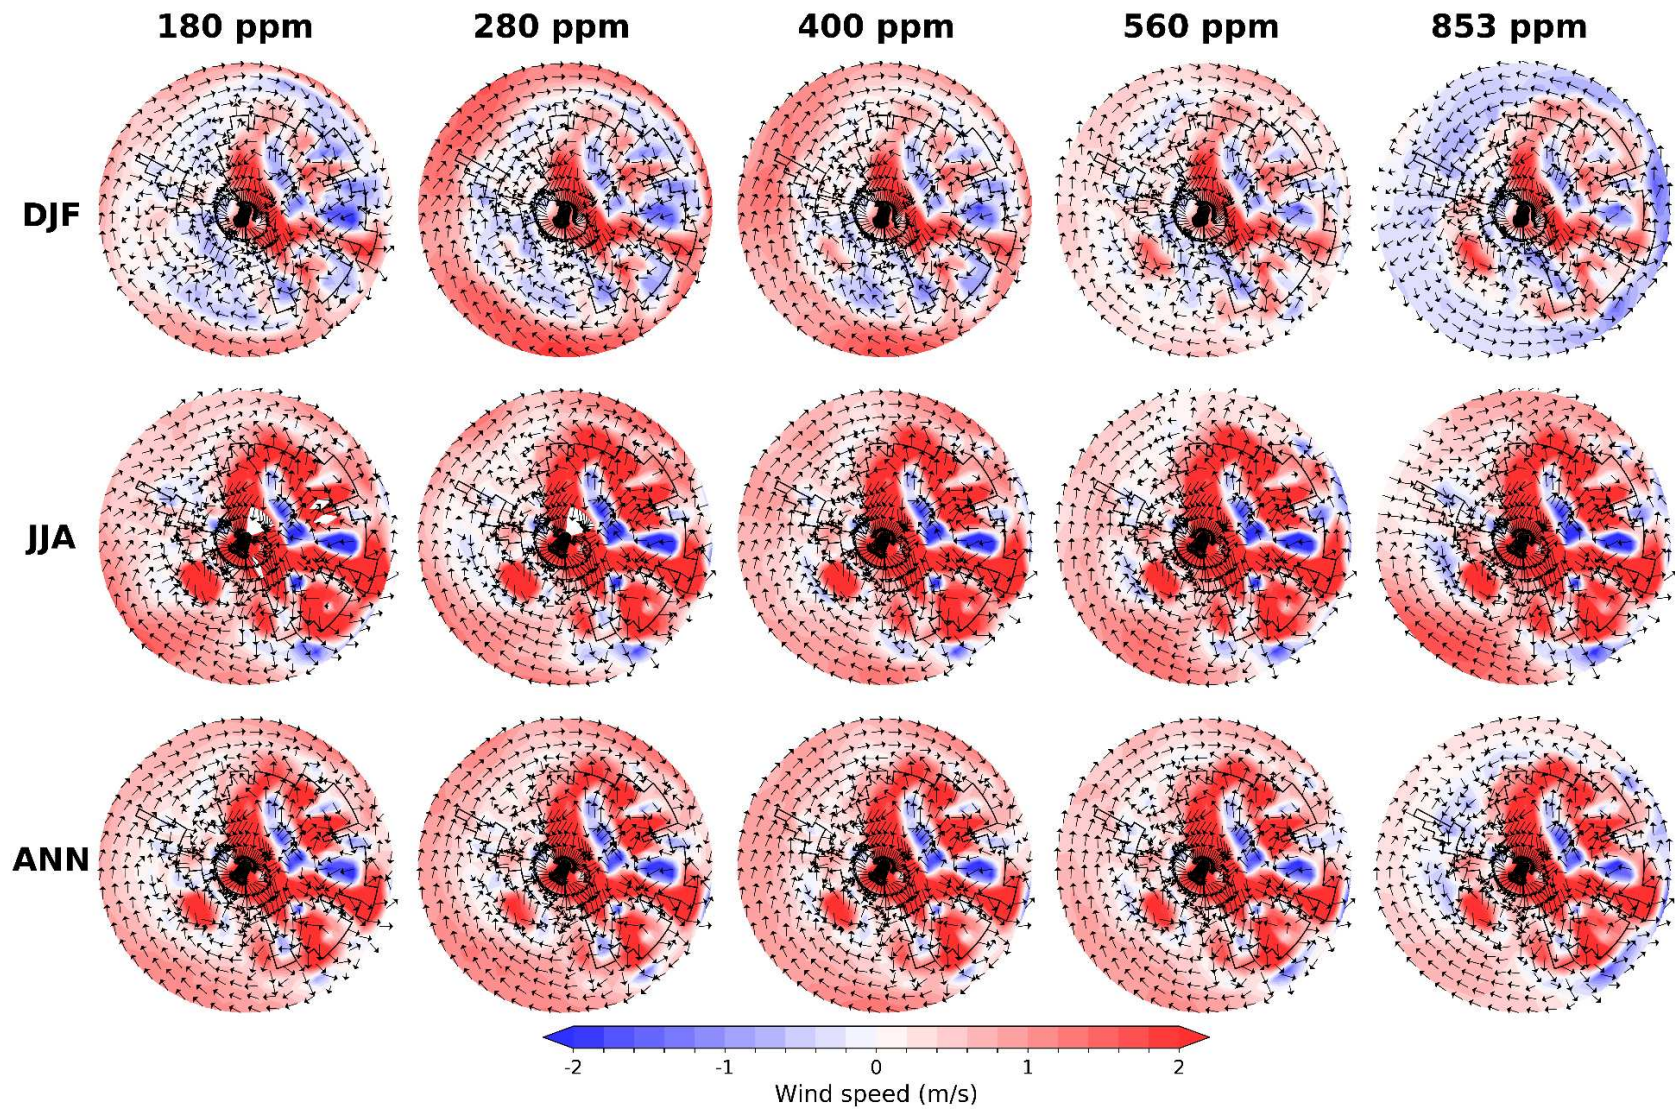 180 ppm 280 ppm 400 ppm 560 ppm 853 ppm
DJF
JJA
ANN
-2 -1 0 1 2
Wind speed (m/s)